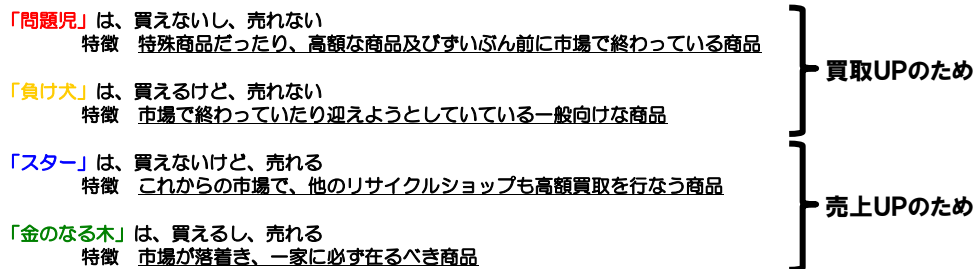 「問題児」は、買えないし、売れない
特徴 特殊商品だったり、高額な商品及びずいぶん前に市場で終わっている商品
買取UPのため
「負け犬」は、買えるけど、売れない
特徴 市場で終わっていたり迎えようとしていている一般向けな商品
「スター」は、買えないけど、売れる
特徴 これからの市場で、他のリサイクルショップも高額買取を行なう商品
売上UPのため
「金のなる木」は、買えるし、売れる
特徴 市場が落着き、一家に必ず在るべき商品